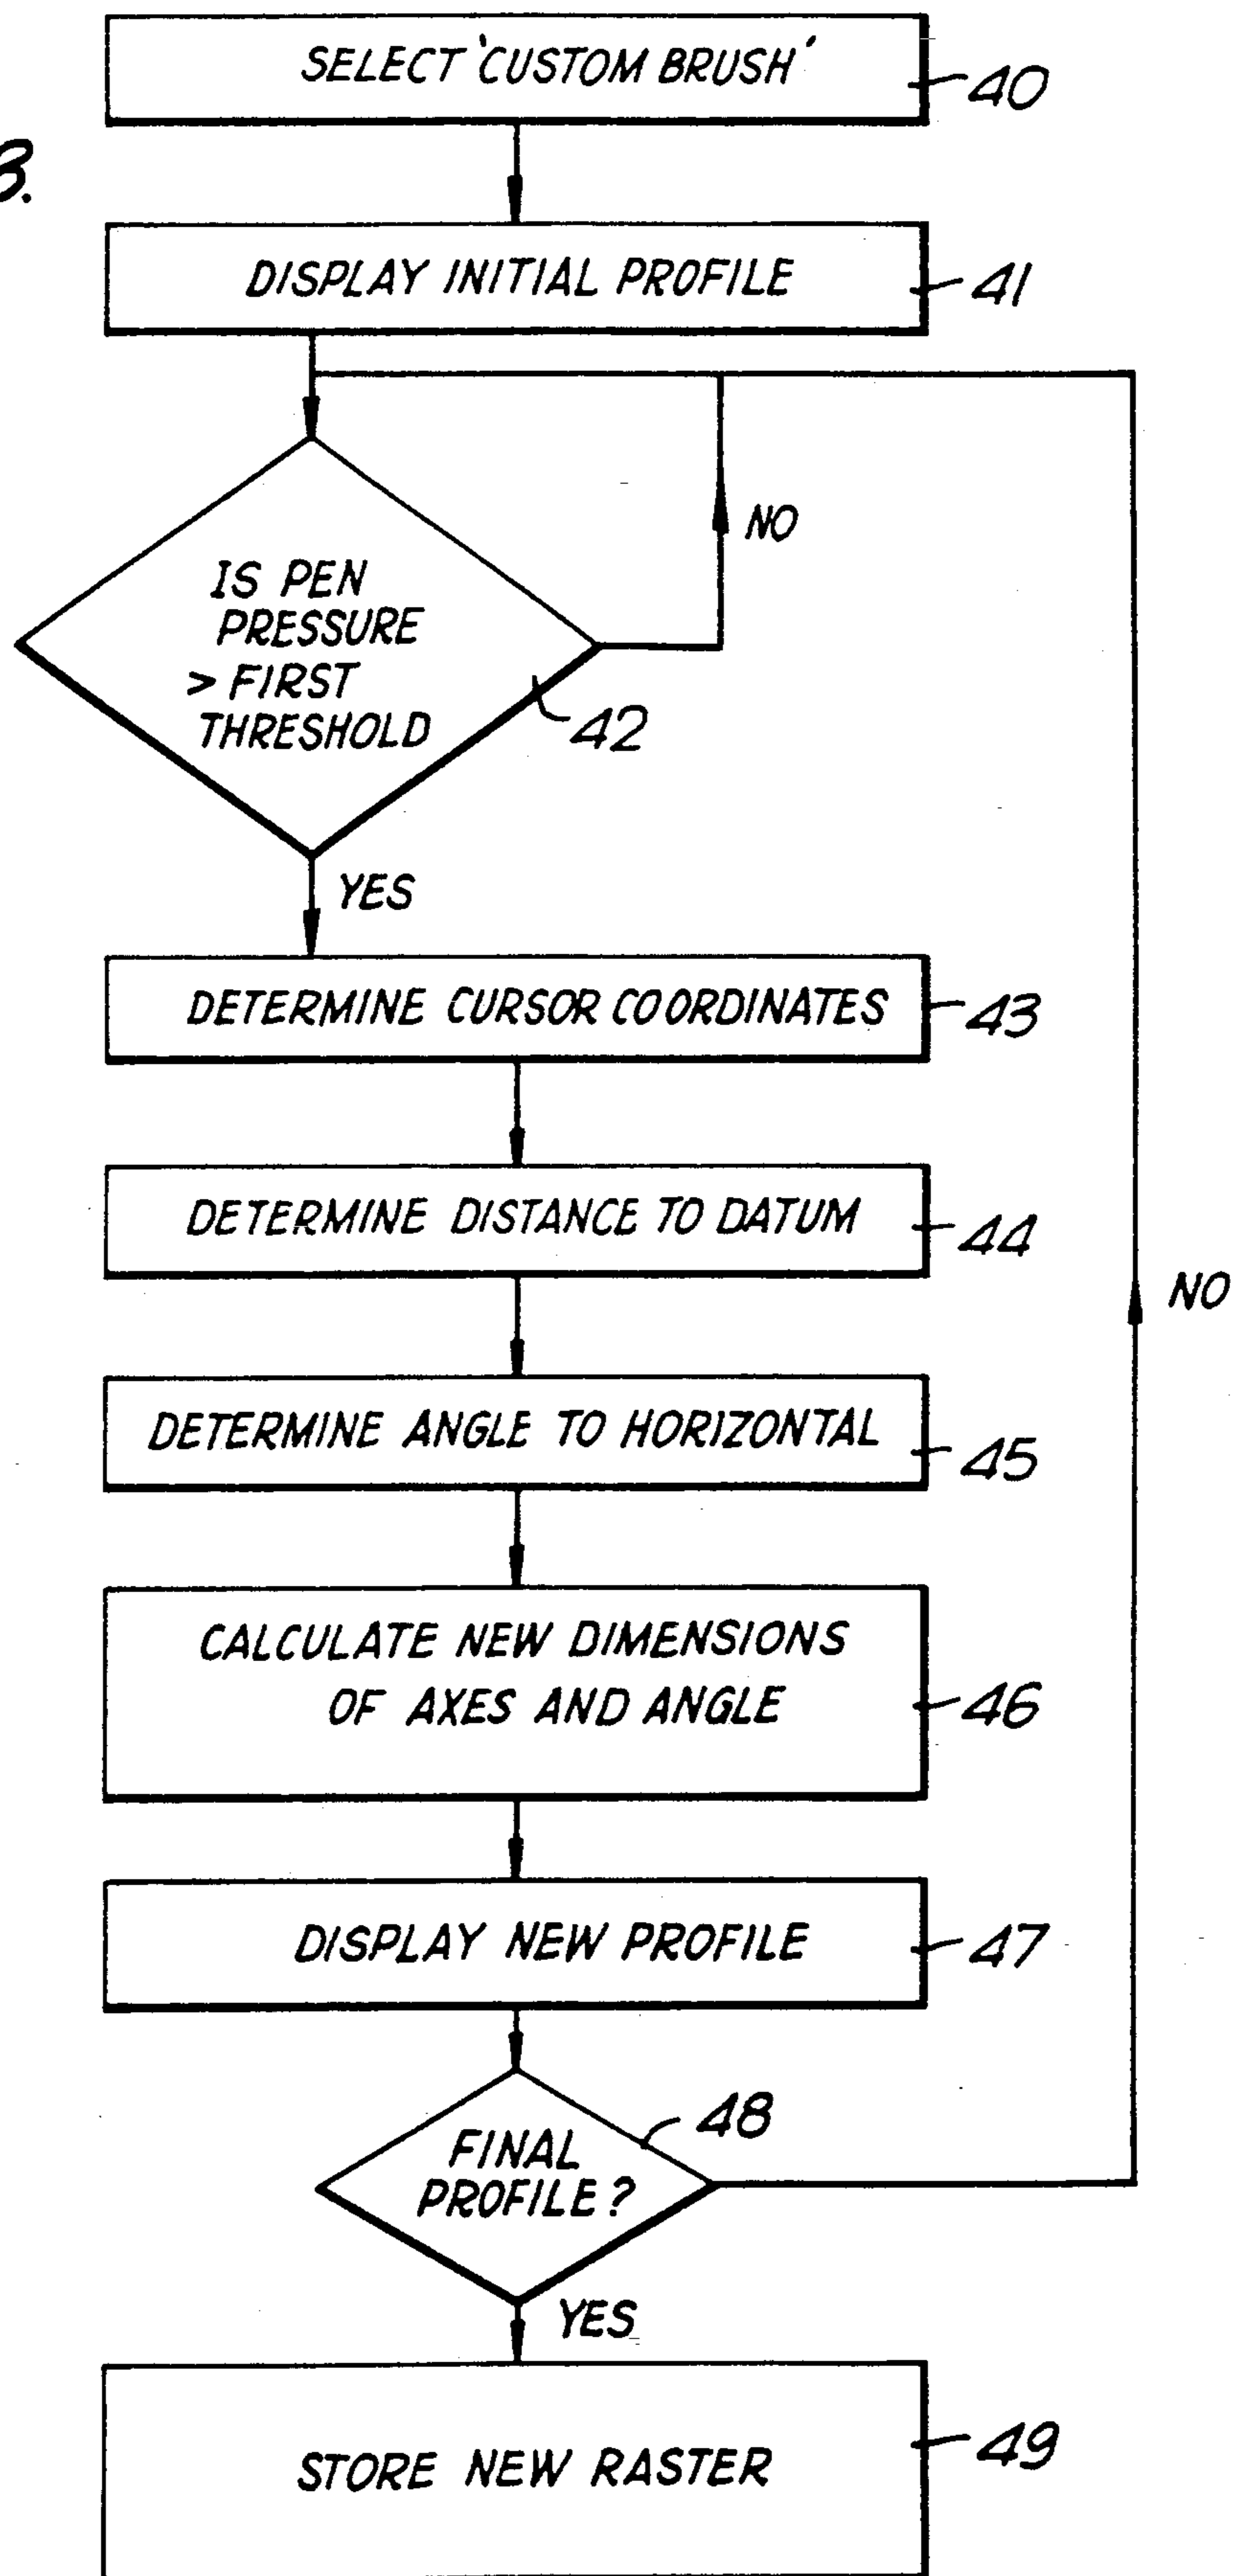 SELECT 'CUSTOM BRUSH'
40
3.
DISPLAY INITIAL PROFILE
41
NO
IS PEN
PRESSURE
> FIRST
THRESHOLD
42
YES
DETERMINE CURSOR COORDINATES
43
DETERMINE DISTANCE TO DATUM
44
NO
DETERMINE ANGLE TO HORIZONTAL
45
CALCULATE NEW DIMENSIONS
OF AXES AND ANGLE
46
DISPLAY NEW PROFILE
47
48
FINAL
PROFILE?
YES
STORE NEW RASTER
49